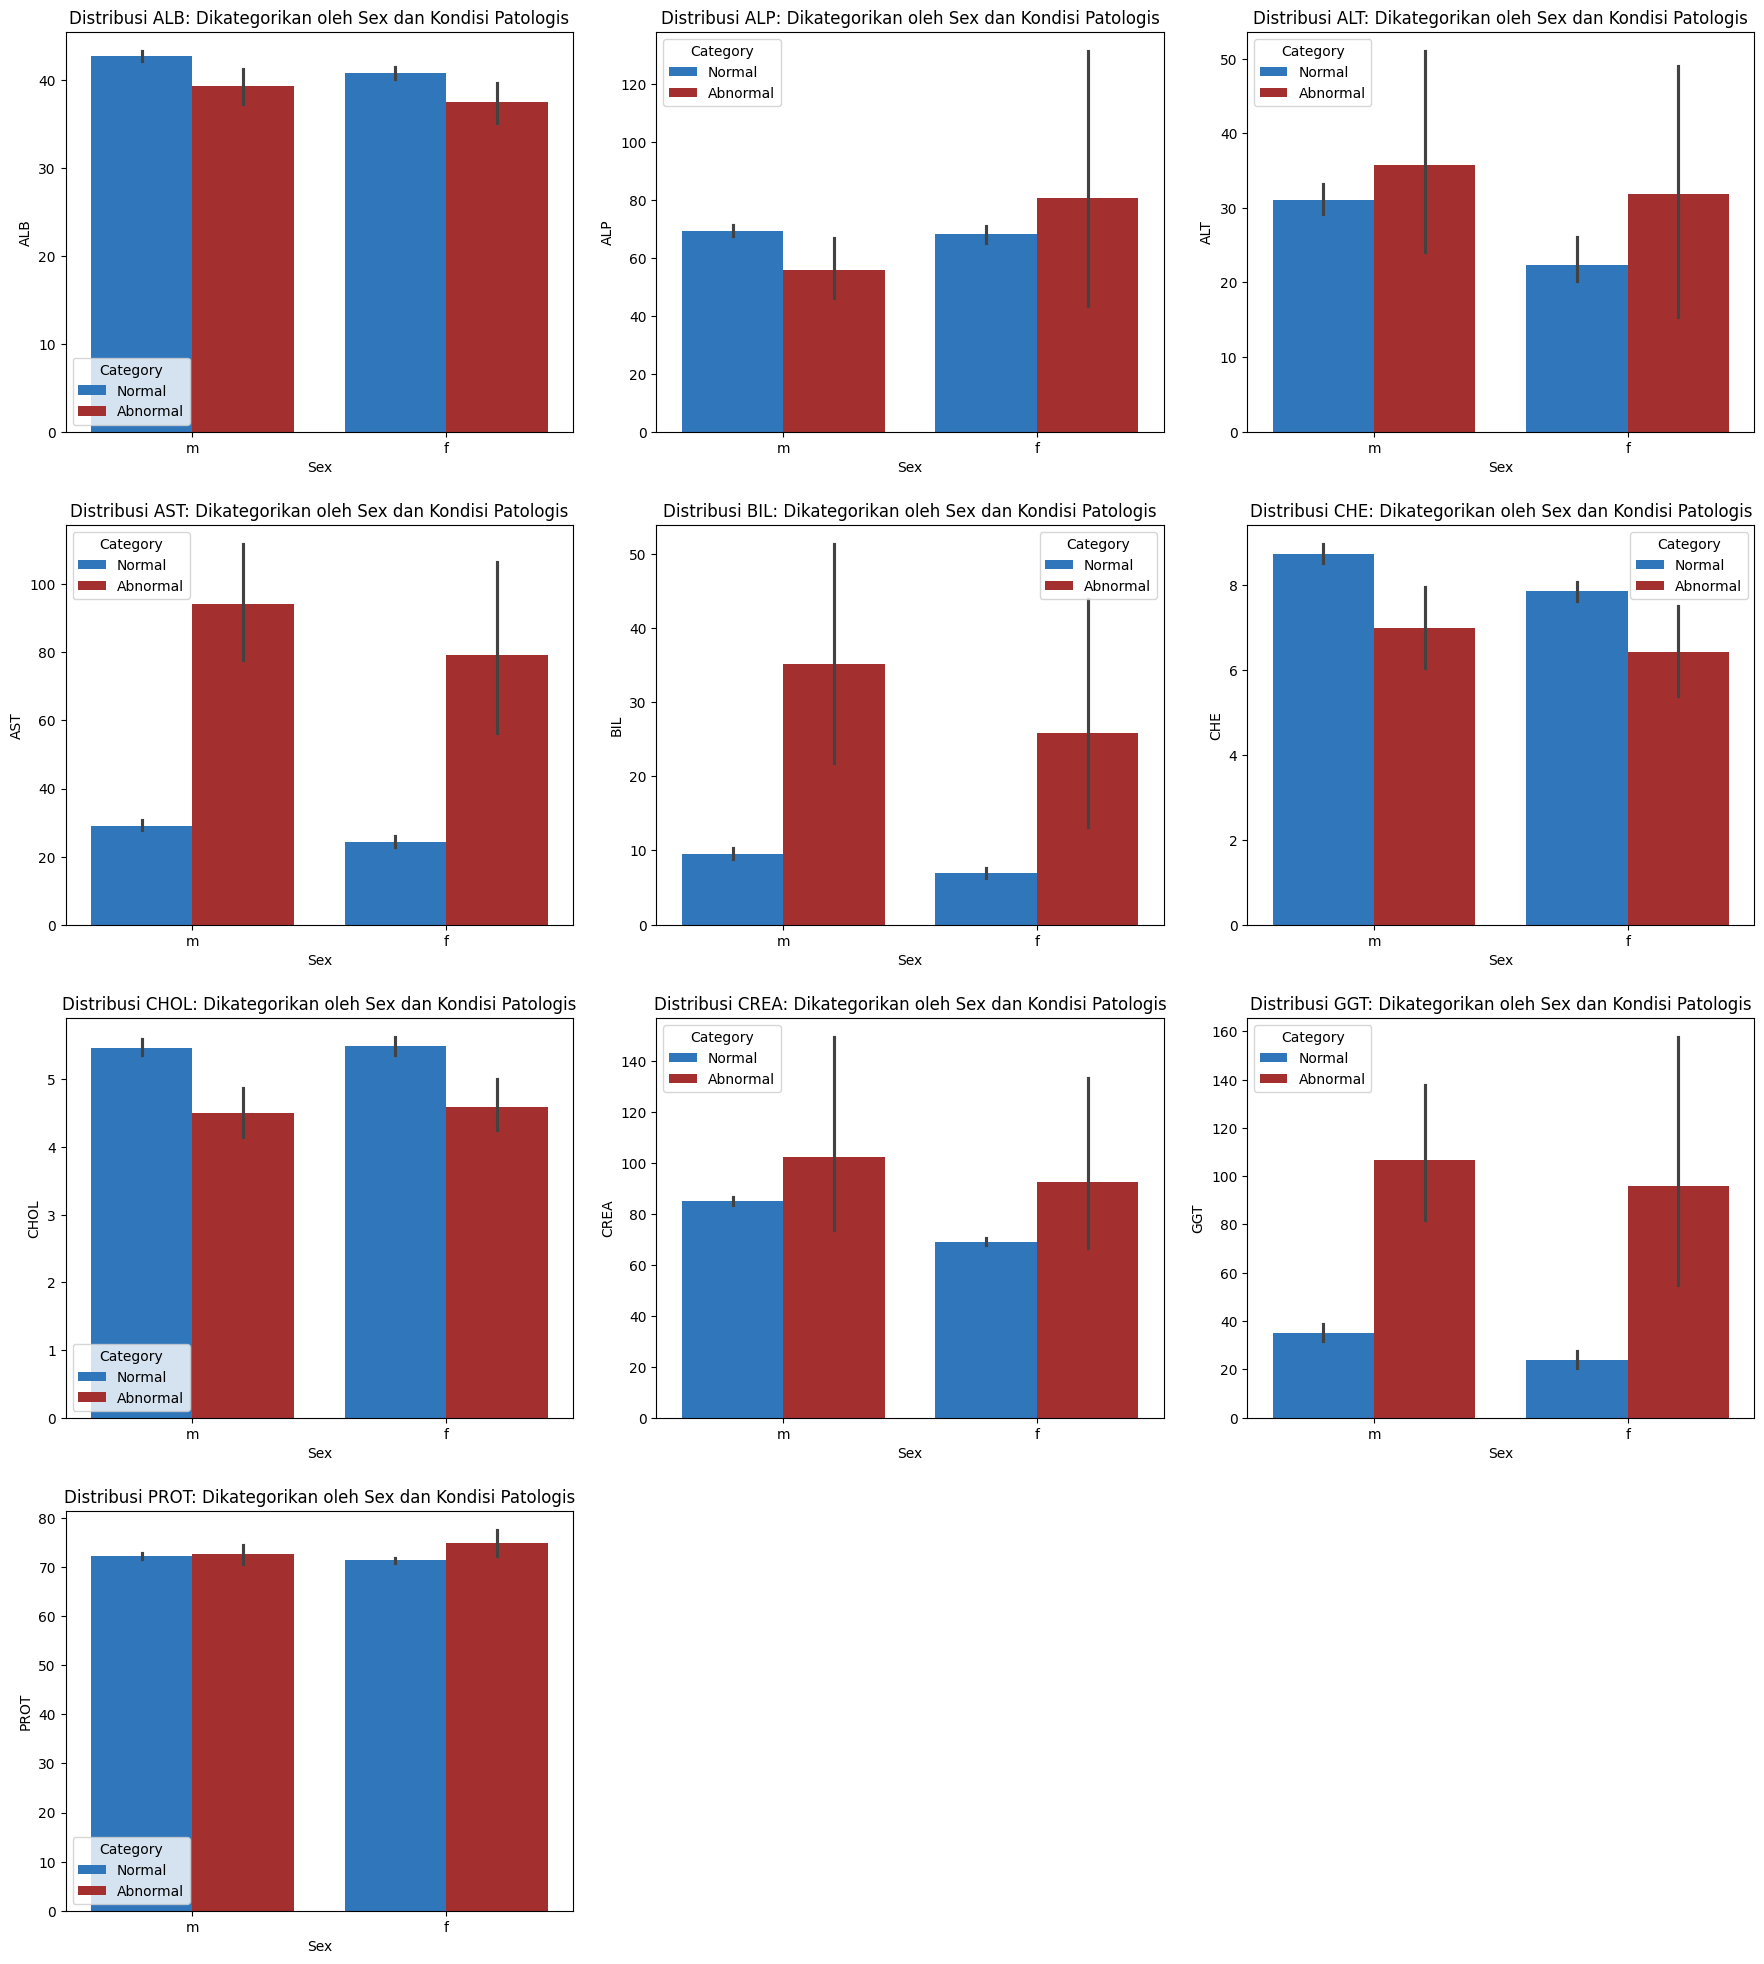 Distribusi ALB: Dikategorikan oleh Sex dan Kondisi Patologis
ALB
40
30
20
10
0
Category
Normal
Abnormal
m
f
Sex
Distribusi ALP: Dikategorikan oleh Sex dan Kondisi Patologis
ALP
120
100
80
60
40
20
0
Category
Normal
Abnormal
m
f
Sex
Distribusi ALT: Dikategorikan oleh Sex dan Kondisi Patologis
ALT
50
40
30
20
10
0
Category
Normal
Abnormal
m
f
Sex
Distribusi AST: Dikategorikan oleh Sex dan Kondisi Patologis
AST
100
80
60
40
20
0
Category
Normal
Abnormal
m
f
Sex
Distribusi BIL: Dikategorikan oleh Sex dan Kondisi Patologis
BIL
50
40
30
20
10
0
Category
Normal
Abnormal
m
f
Sex
Distribusi CHE: Dikategorikan oleh Sex dan Kondisi Patologis
CHE
8
6
4
2
0
Category
Normal
Abnormal
m
f
Sex
Distribusi CHOL: Dikategorikan oleh Sex dan Kondisi Patologis
CHOL
5
4
3
2
1
0
Category
Normal
Abnormal
m
f
Sex
Distribusi CREA: Dikategorikan oleh Sex dan Kondisi Patologis
CREA
140
120
100
80
60
40
20
0
Category
Normal
Abnormal
m
f
Sex
Distribusi GGT: Dikategorikan oleh Sex dan Kondisi Patologis
GGT
160
140
120
100
80
60
40
20
0
Category
Normal
Abnormal
m
f
Sex
Distribusi PROT: Dikategorikan oleh Sex dan Kondisi Patologis
PROT
80
70
60
50
40
30
20
10
0
Category
Normal
Abnormal
m
f
Sex